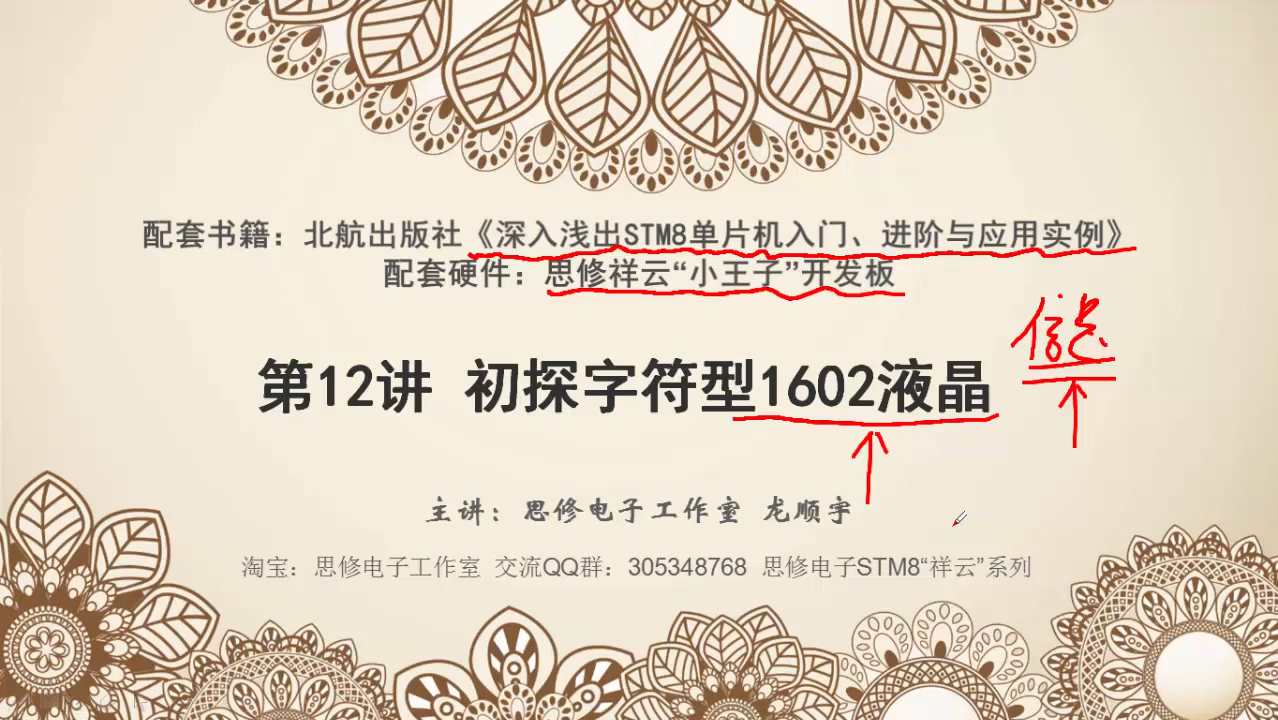 配套书籍：北航出版社《深入浅出STM8单片机入门、进阶与应用实例》
配套硬件：思修祥云“小王子”开发板
信息
第12讲 初探字符型1602液晶
主讲：思修电子工作室 龙顺宇
淘宝：思修电子工作室 交流QQ群：305348768 思修电子STM8“祥云”系列